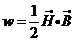 w = 1/2 H⃗ • B⃗